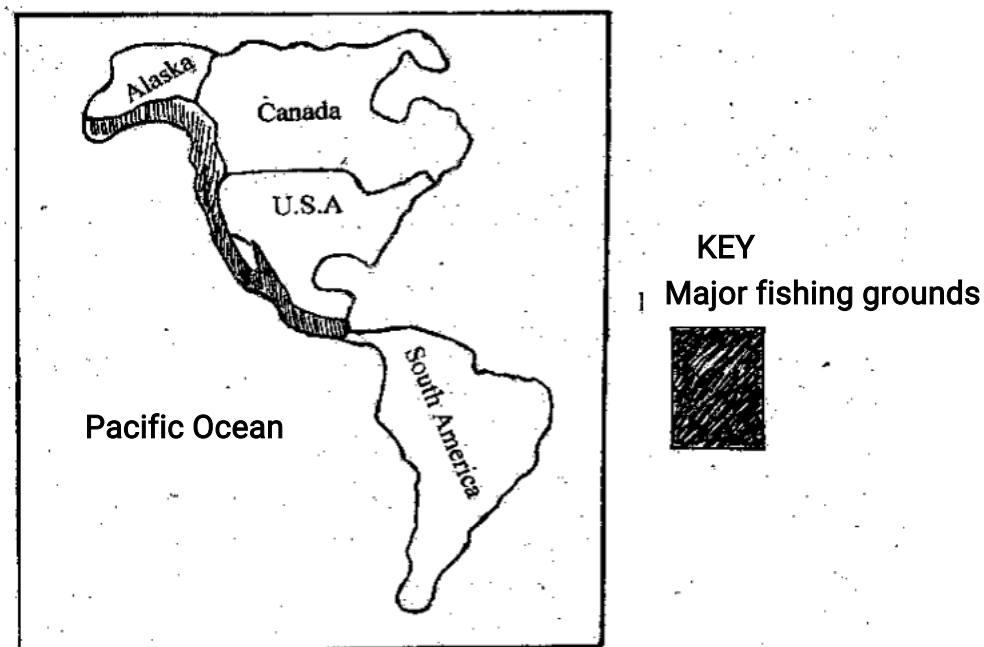 Alaska
Canada
U.S.A
South America
Pacific Ocean
KEY
Major fishing grounds